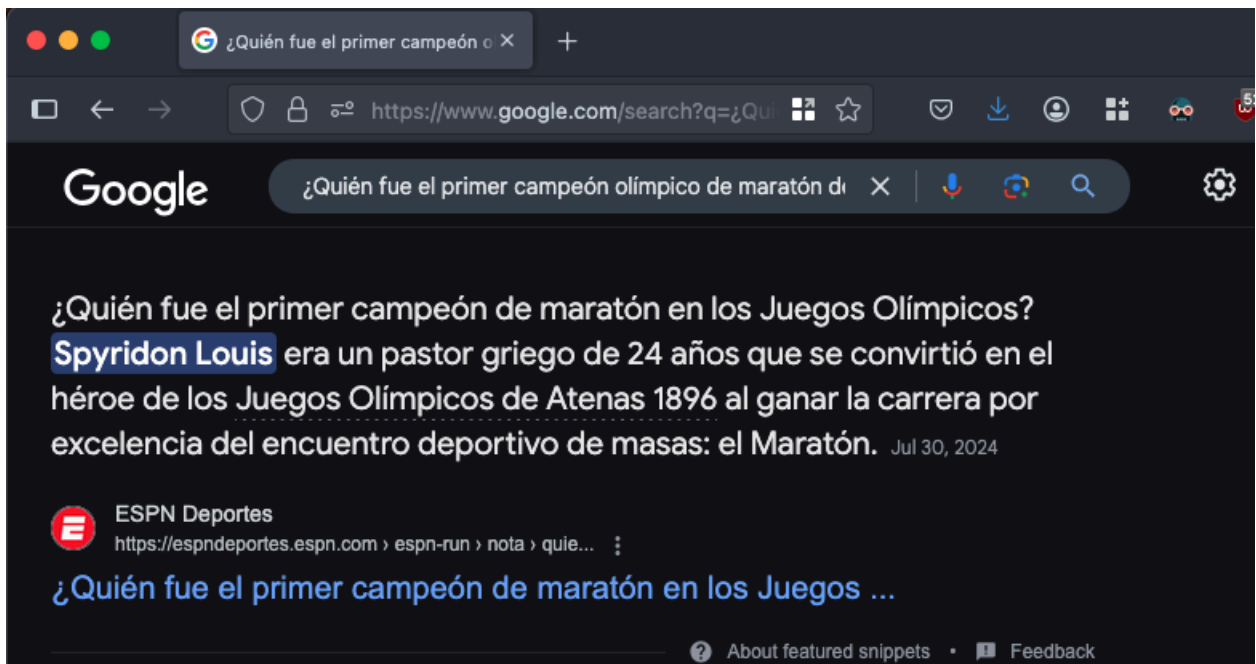 ¿Quién fue el primer campeón o
https://www.google.com/search?q=¿Qui
Google
¿Quién fue el primer campeón olímpico de maratón d
¿Quién fue el primer campeón de maratón en los Juegos Olímpicos?
Spyridon Louis era un pastor griego de 24 años que se convirtió en el
héroe de los Juegos Olímpicos de Atenas 1896 al ganar la carrera por
excelencia del encuentro deportivo de masas: el Maratón. Jul 30, 2024
ESPN Deportes
https://espndeportes.espn.com › espn-run › nota › quie...
¿Quién fue el primer campeón de maratón en los Juegos ...
About featured snippets • Feedback